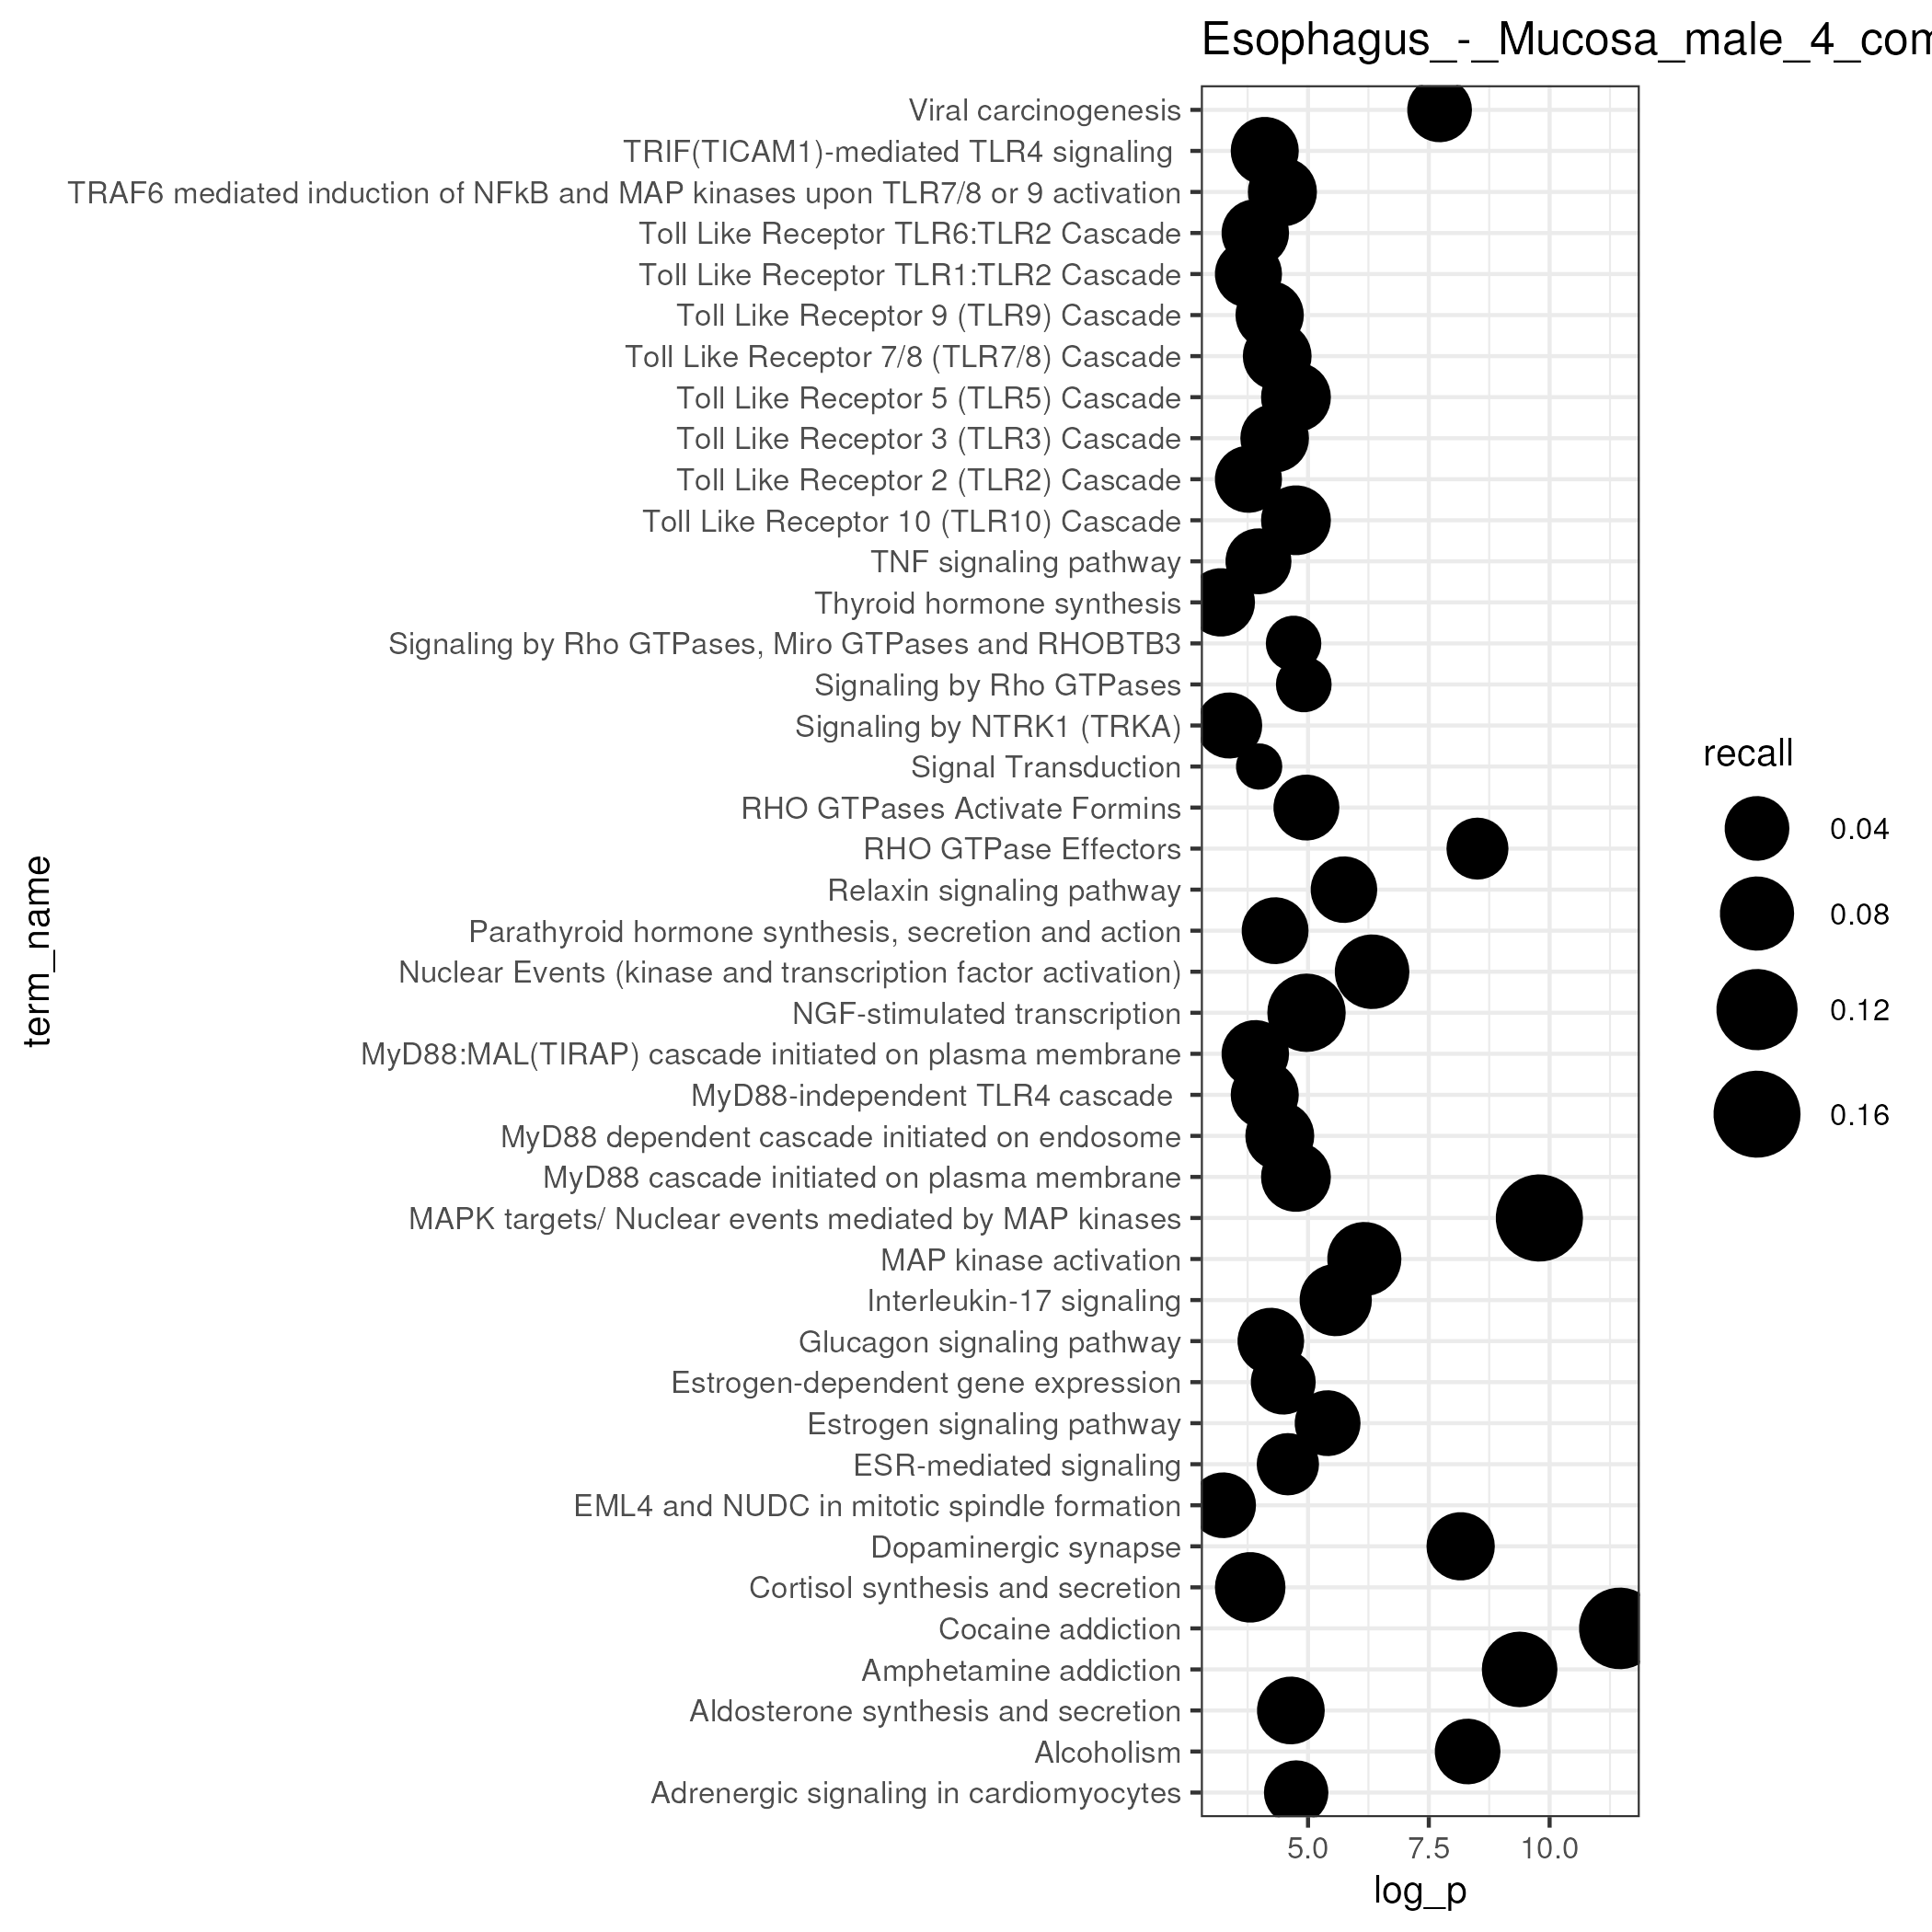 Esophagus_-_Mucosa_male_4_com
Viral carcinogenesis
TRIF(TICAM1)-mediated TLR4 signaling
TRAF6 mediated induction of NFkB and MAP kinases upon TLR7/8 or 9 activation
Toll Like Receptor TLR6:TLR2 Cascade
Toll Like Receptor TLR1:TLR2 Cascade
Toll Like Receptor 9 (TLR9) Cascade
Toll Like Receptor 7/8 (TLR7/8) Cascade
Toll Like Receptor 5 (TLR5) Cascade
Toll Like Receptor 3 (TLR3) Cascade
Toll Like Receptor 2 (TLR2) Cascade
Toll Like Receptor 10 (TLR10) Cascade
TNF signaling pathway
Thyroid hormone synthesis
Signaling by Rho GTPases, Miro GTPases and RHOBTB3
Signaling by Rho GTPases
Signaling by NTRK1 (TRKA)
Signal Transduction
RHO GTPases Activate Formins
RHO GTPase Effectors
Relaxin signaling pathway
Parathyroid hormone synthesis, secretion and action
Nuclear Events (kinase and transcription factor activation)
NGF-stimulated transcription
MyD88:MAL(TIRAP) cascade initiated on plasma membrane
MyD88-independent TLR4 cascade
MyD88 dependent cascade initiated on endosome
MyD88 cascade initiated on plasma membrane
MAPK targets/ Nuclear events mediated by MAP kinases
MAP kinase activation
Interleukin-17 signaling
Glucagon signaling pathway
Estrogen-dependent gene expression
Estrogen signaling pathway
ESR-mediated signaling
EML4 and NUDC in mitotic spindle formation
Dopaminergic synapse
Cortisol synthesis and secretion
Cocaine addiction
Amphetamine addiction
Aldosterone synthesis and secretion
Alcoholism
Adrenergic signaling in cardiomyocytes
term_name
5.0 7.5 10.0
log_p
recall
0.04
0.08
0.12
0.16